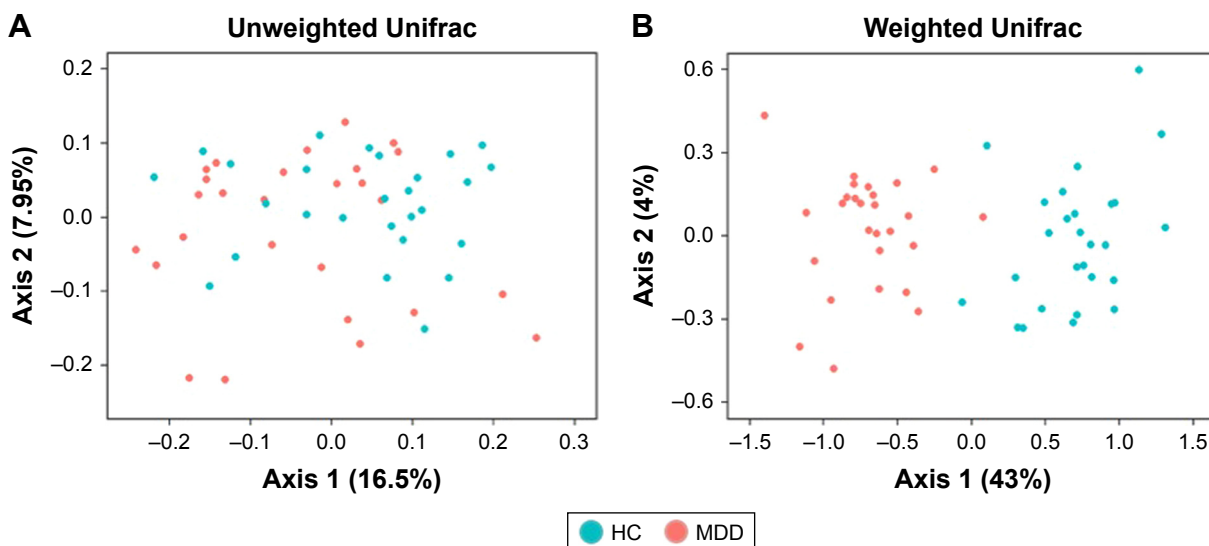 A
Unweighted Unifrac
0.2
0.1
0.0
–0.1
–0.2
Axis 2 (7.95%)
–0.2
–0.1
0.0
0.1
0.2
0.3
Axis 1 (16.5%)
B
Weighted Unifrac
0.6
0.3
0.0
–0.3
–0.6
Axis 2 (4%)
–1.5
–1.0
–0.5
0.0
0.5
1.0
1.5
Axis 1 (43%)
HC
MDD